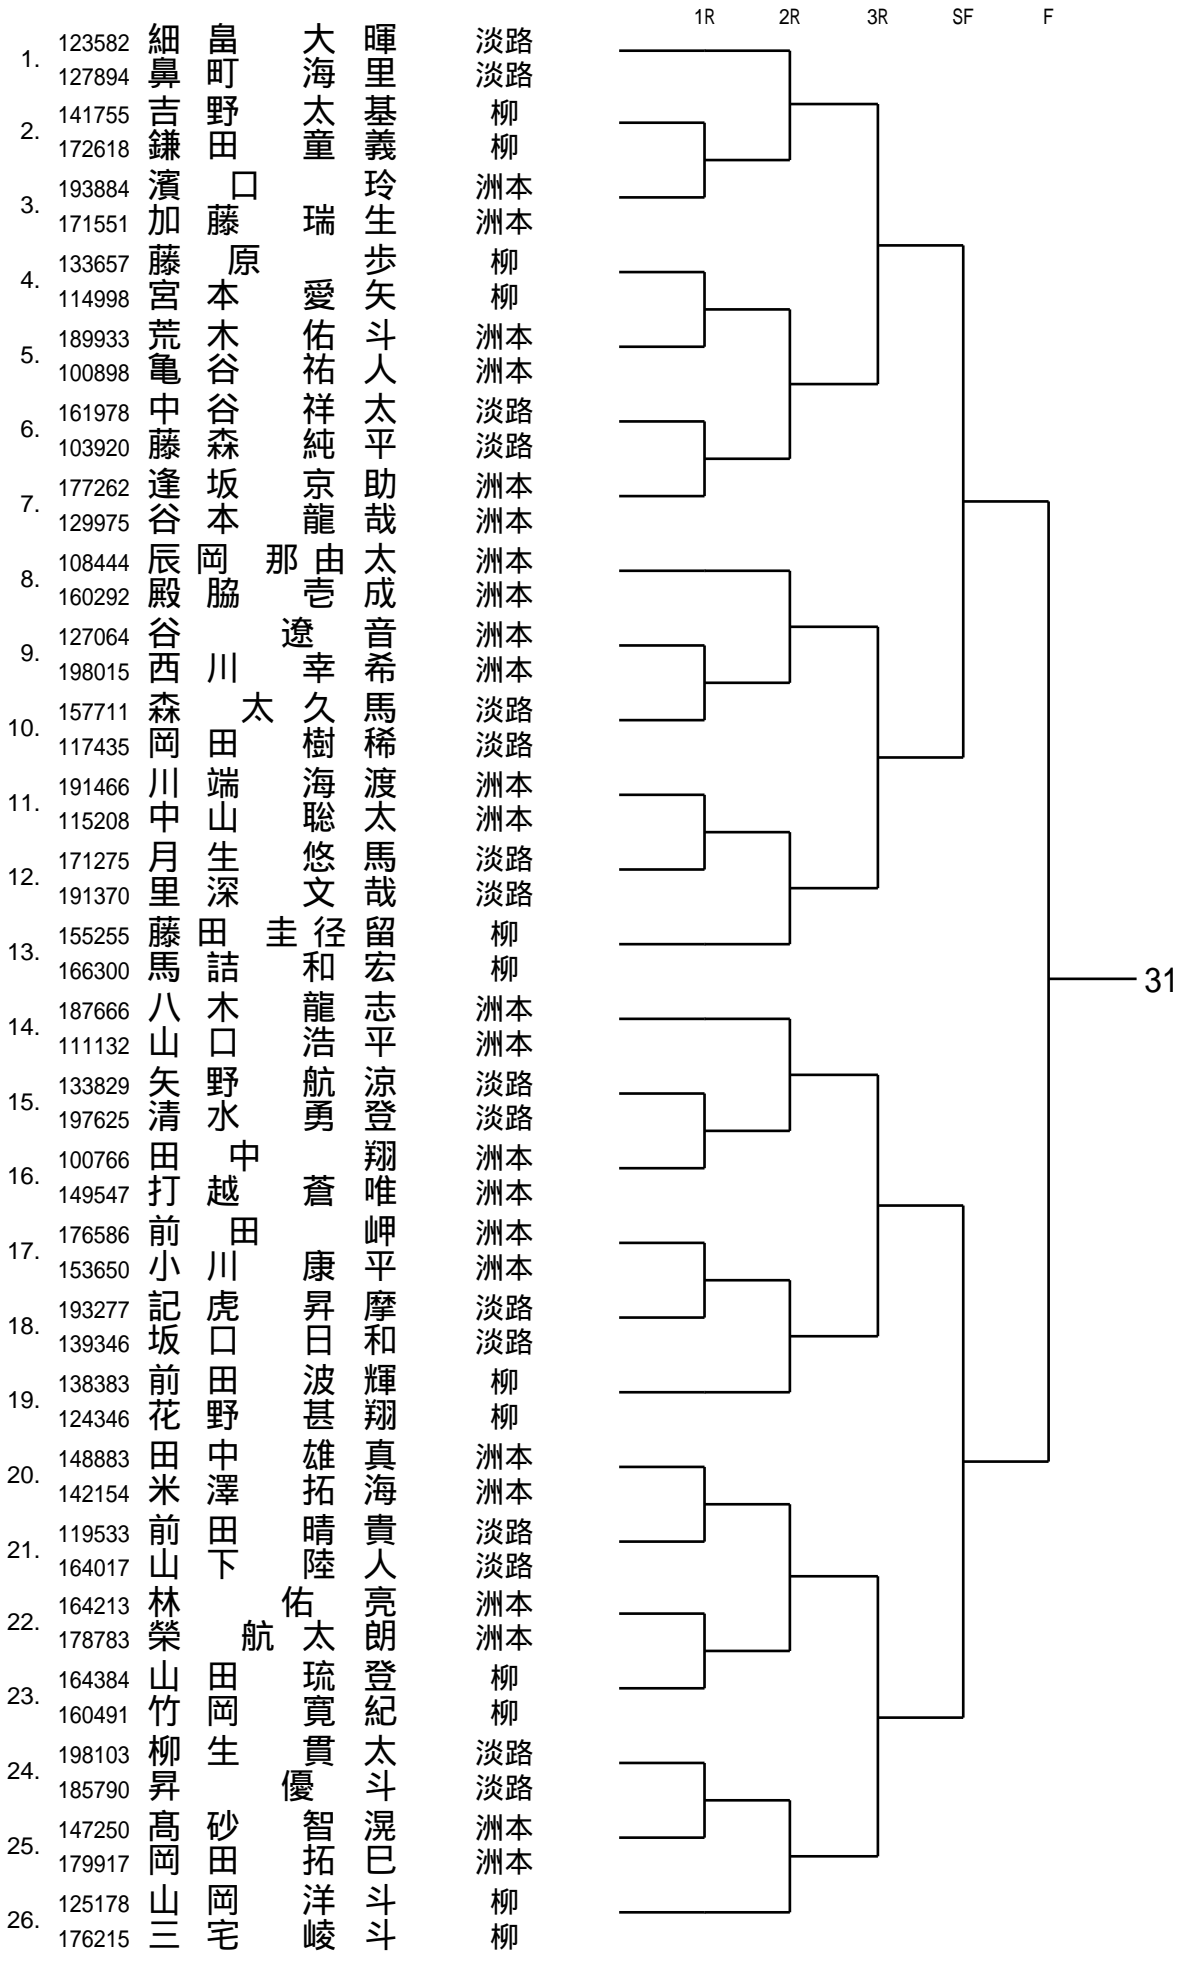 1R 2R 3R SF F
1. 123582 細畠 大暉 淡路
127894 鼻町 海里 淡路
2. 141755 吉野 太基 柳
172618 鎌田 童義 柳
3. 193884 濱口 玲 洲本
171551 加藤 瑞生 洲本
4. 133657 藤原 歩 柳
114998 宮本 愛矢 柳
5. 189933 荒木 佑斗 洲本
100898 亀谷 祐人 洲本
6. 161978 中谷 祥太 淡路
103920 藤森 純平 淡路
7. 177262 逢坂 京助 洲本
129975 谷本 龍哉 洲本
8. 108444 辰岡 那由太 洲本
160292 殿脇 壱成 洲本
9. 127064 谷 遼音 洲本
198015 西川 幸希 洲本
10. 157711 森 太久馬 淡路
117435 岡田 樹稀 淡路
11. 191466 川端 海渡 洲本
115208 中山 聡太 洲本
12. 171275 月生 悠馬 淡路
191370 里深 文哉 淡路
13. 155255 藤田 圭径留 柳
166300 馬詰 和宏 柳
31
14. 187666 八木 龍志 洲本
111132 山口 浩平 洲本
15. 133829 矢野 航涼 淡路
197625 清水 勇登 淡路
16. 100766 田中 翔 洲本
149547 打越 蒼唯 洲本
17. 176586 前田 岬 洲本
153650 小川 康平 洲本
18. 193277 記虎 昇摩 淡路
139346 坂口 日和 淡路
19. 138383 前田 波輝 柳
124346 花野 甚翔 柳
20. 148883 田中 雄真 洲本
142154 米澤 拓海 洲本
21. 119533 前田 晴貴 淡路
164017 山下 陸人 淡路
22. 164213 林 佑亮 洲本
178783 榮 航太朗 洲本
23. 164384 山田 琉登 柳
160491 竹岡 寛紀 柳
24. 198103 柳生 貫太 淡路
185790 昇 優斗 淡路
25. 147250 髙砂 智滉 洲本
179917 岡田 拓巳 洲本
26. 125178 山岡 洋斗 柳
176215 三宅 崚斗 柳